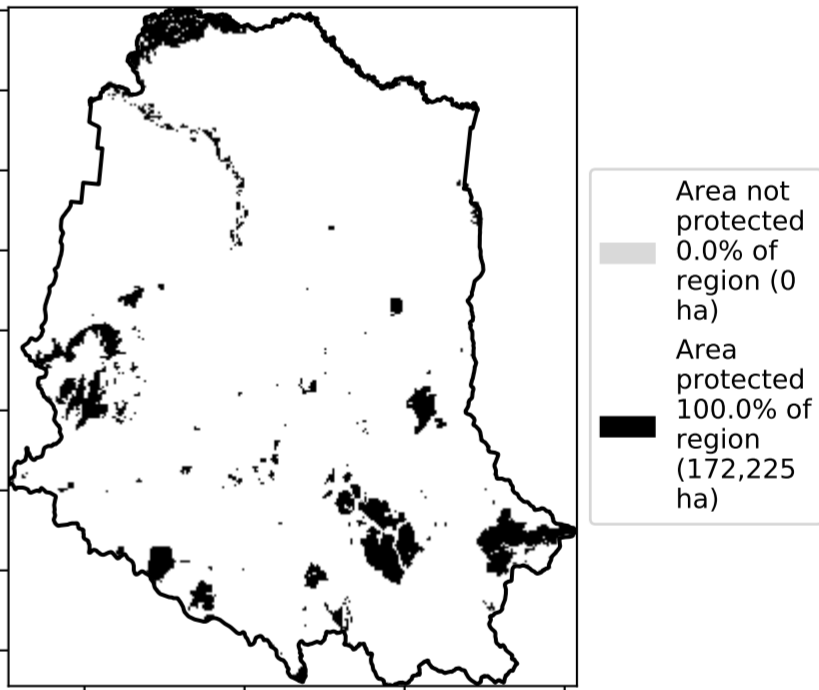 Area not
protected
0.0% of
region (0
ha)
Area
protected
100.0% of
region
(172,225
ha)